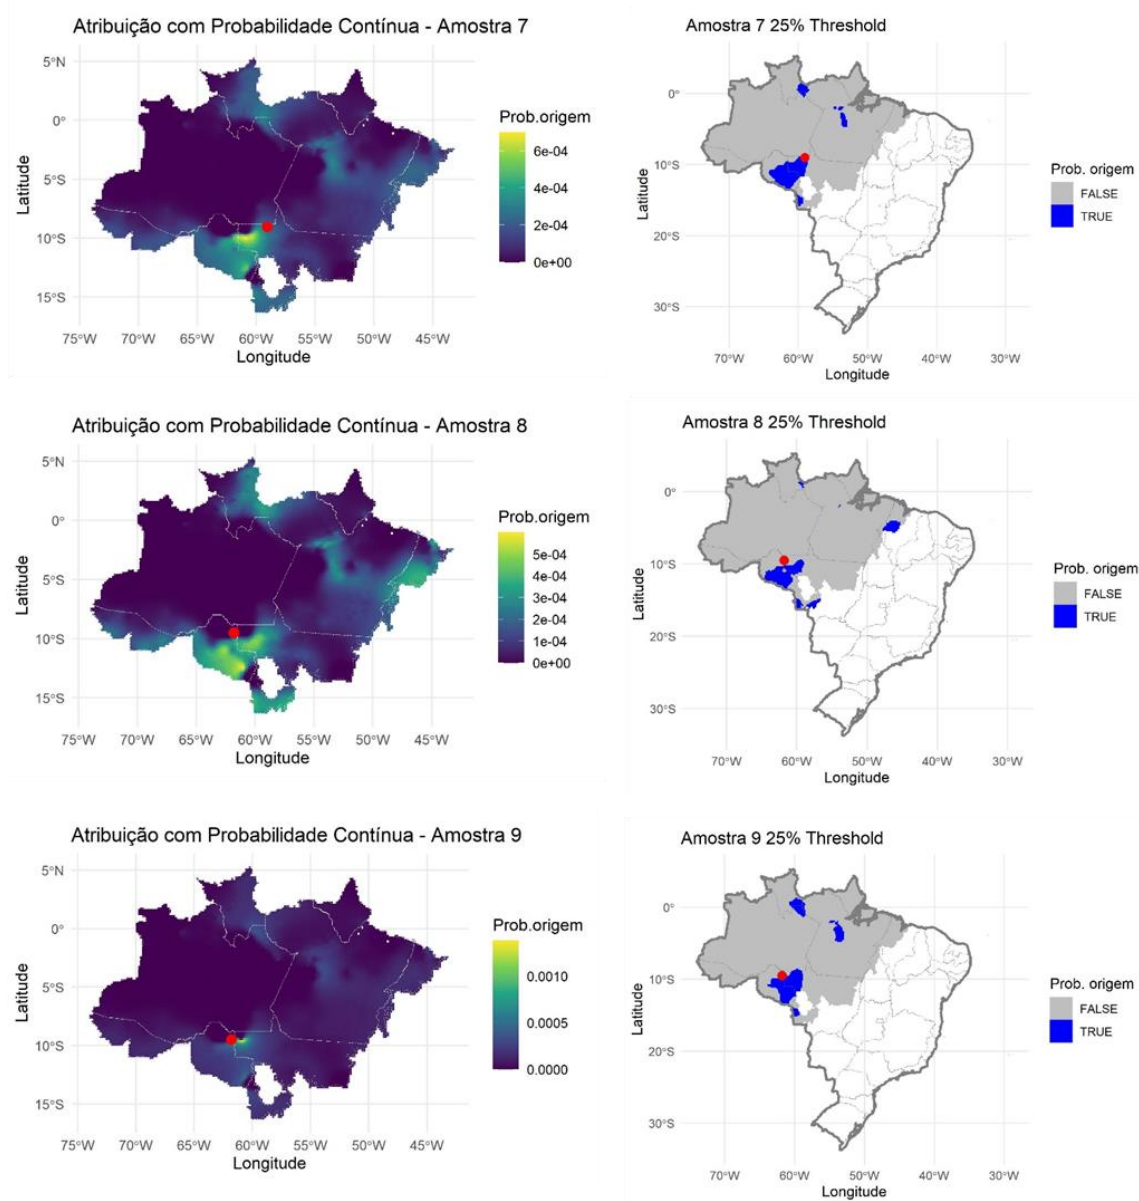 Atribuição com Probabilidade Contínua - Amostra 7
5°N
0°
5°S
10°S
15°S
Latitude
75°W 70°W 65°W 60°W 55°W 50°W 45°W
Longitude
Prob.origem
6e-04
4e-04
2e-04
0e+00
Amostra 7 25% Threshold
0°
10°S
20°S
30°S
Latitude
70°W 60°W 50°W 40°W 30°W
Longitude
Prob. origem
FALSE
TRUE
Atribuição com Probabilidade Contínua - Amostra 8
5°N
0°
5°S
10°S
15°S
Latitude
75°W 70°W 65°W 60°W 55°W 50°W 45°W
Longitude
Prob.origem
5e-04
4e-04
3e-04
2e-04
1e-04
0e+00
Amostra 8 25% Threshold
0°
10°S
20°S
30°S
Latitude
70°W 60°W 50°W 40°W 30°W
Longitude
Prob. origem
FALSE
TRUE
Atribuição com Probabilidade Contínua - Amostra 9
5°N
0°
5°S
10°S
15°S
Latitude
75°W 70°W 65°W 60°W 55°W 50°W 45°W
Longitude
Prob.origem
0.0010
0.0005
0.0000
Amostra 9 25% Threshold
0°
10°S
20°S
30°S
Latitude
70°W 60°W 50°W 40°W 30°W
Longitude
Prob. origem
FALSE
TRUE